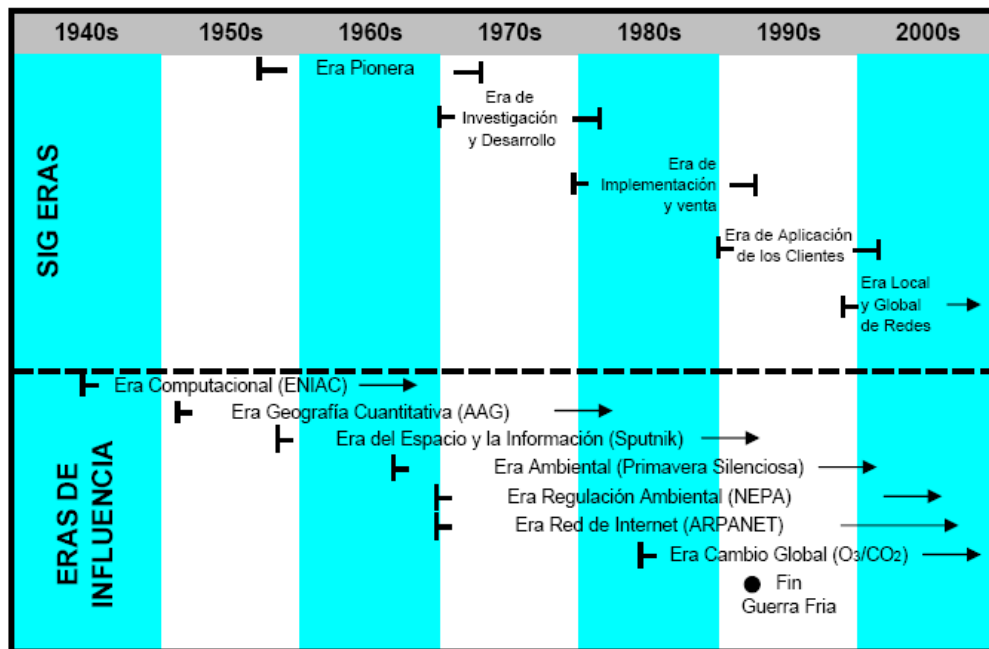 1940s 1950s 1960s 1970s 1980s 1990s 2000s
SIG ERAS
Era Pionera
Era de
Investigación
y Desarrollo
Era de
Implementación
y venta
Era de Aplicación
de los Clientes
Era Local
y Global
de Redes
ERAS DE
INFLUENCIA
Era Computacional (ENIAC)
Era Geografía Cuantitativa (AAG)
Era del Espacio y la Información (Sputnik)
Era Ambiental (Primavera Silenciosa)
Era Regulación Ambiental (NEPA)
Era Red de Internet (ARPANET)
Era Cambio Global (O3/CO2)
Fin
Guerra Fria